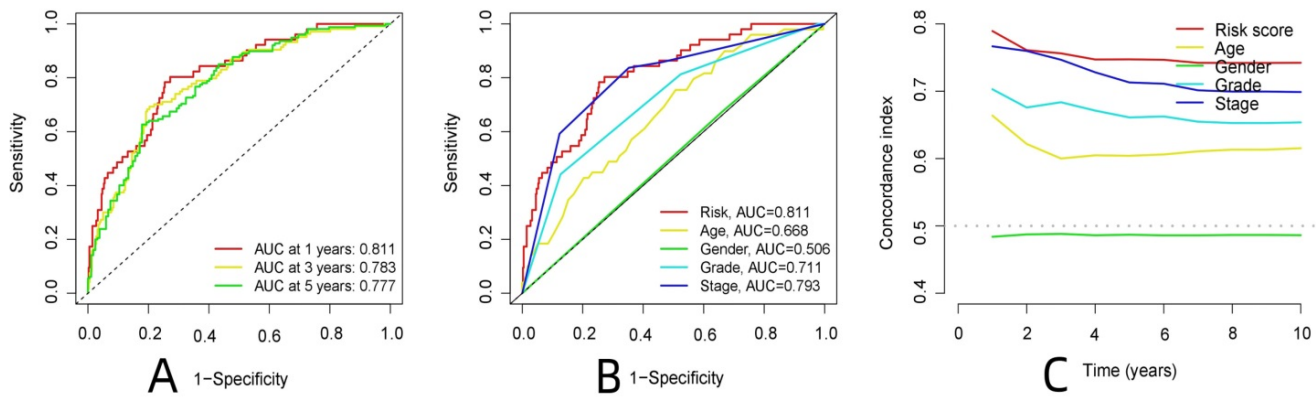 1.0
0.8
0.6
0.4
0.2
0.0
Sensitivity
AUC at 1 years: 0.811
AUC at 3 years: 0.783
AUC at 5 years: 0.777
0.0 0.2 0.4 0.6 0.8 1.0
1−Specificity
A
1.0
0.8
0.6
0.4
0.2
0.0
Sensitivity
Risk, AUC=0.811
Age, AUC=0.668
Gender, AUC=0.506
Grade, AUC=0.711
Stage, AUC=0.793
0.0 0.2 0.4 0.6 0.8 1.0
1−Specificity
B
0.8
0.7
0.6
0.5
0.4
Concordance index
Risk score
Age
Gender
Grade
Stage
0 2 4 6 8 10
Time (years)
C